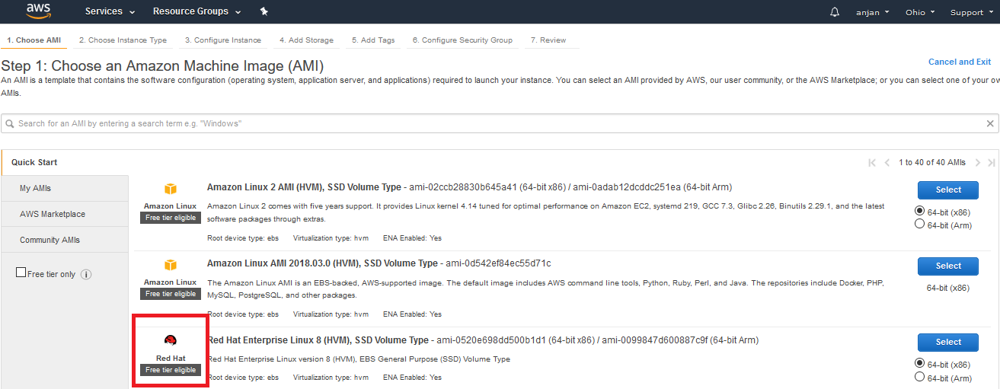 aws Services Resource Groups anjan Ohio Support
1. Choose AMI 2. Choose Instance Type 3. Configure Instance 4. Add Storage 5. Add Tags 6. Configure Security Group 7. Review
Step 1: Choose an Amazon Machine Image (AMI)
Cancel and Exit
An AMI is a template that contains the software configuration (operating system, application server, and applications) required to launch your instance. You can select an AMI provided by AWS, our user community, or the AWS Marketplace; or you can select one of your ow
AMIs.
Search for an AMI by entering a search term e.g. "Windows"
Quick Start
My AMIs
AWS Marketplace
Community AMIs
Free tier only
1 to 40 of 40 AMIs
Amazon Linux
Free tier eligible
Amazon Linux 2 AMI (HVM), SSD Volume Type - ami-02ccb28830b645a41 (64-bit x86) / ami-0adab12dcddc251ea (64-bit Arm)
Amazon Linux 2 comes with five years support. It provides Linux kernel 4.14 tuned for optimal performance on Amazon EC2, systemd 219, GCC 7.3, Glibc 2.26, Binutils 2.29.1, and the latest
software packages through extras.
Root device type: ebs Virtualization type: hvm ENA Enabled: Yes
Select
64-bit (x86)
64-bit (Arm)
Amazon Linux
Free tier eligible
Amazon Linux AMI 2018.03.0 (HVM), SSD Volume Type - ami-0d542ef84ec55d71c
The Amazon Linux AMI is an EBS-backed, AWS-supported image. The default image includes AWS command line tools, Python, Ruby, Perl, and Java. The repositories include Docker, PHP,
MySQL, PostgreSQL, and other packages.
Root device type: ebs Virtualization type: hvm ENA Enabled: Yes
Select
64-bit (x86)
Red Hat
Free tier eligible
Red Hat Enterprise Linux 8 (HVM), SSD Volume Type - ami-0520e698dd500b1d1 (64-bit x86) / ami-0099847d600887c9f (64-bit Arm)
Red Hat Enterprise Linux version 8 (HVM), EBS General Purpose (SSD) Volume Type
Root device type: ebs Virtualization type: hvm ENA Enabled: Yes
Select
64-bit (x86)
64-bit (Arm)